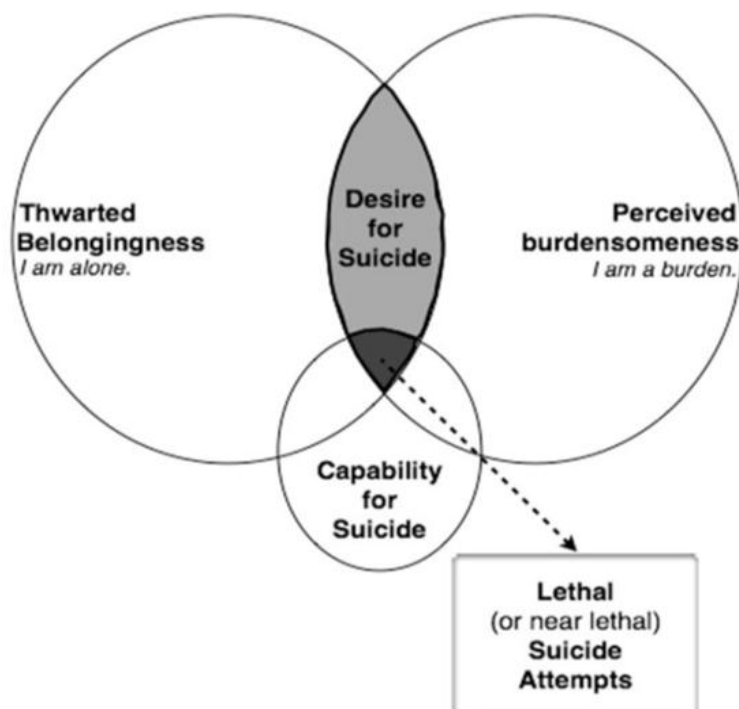 Thwarted
Belongingness
I am alone.
Desire
for
Suicide
Perceived
burdensomeness
I am a burden.
Capability
for
Suicide
Lethal
(or near lethal)
Suicide
Attempts